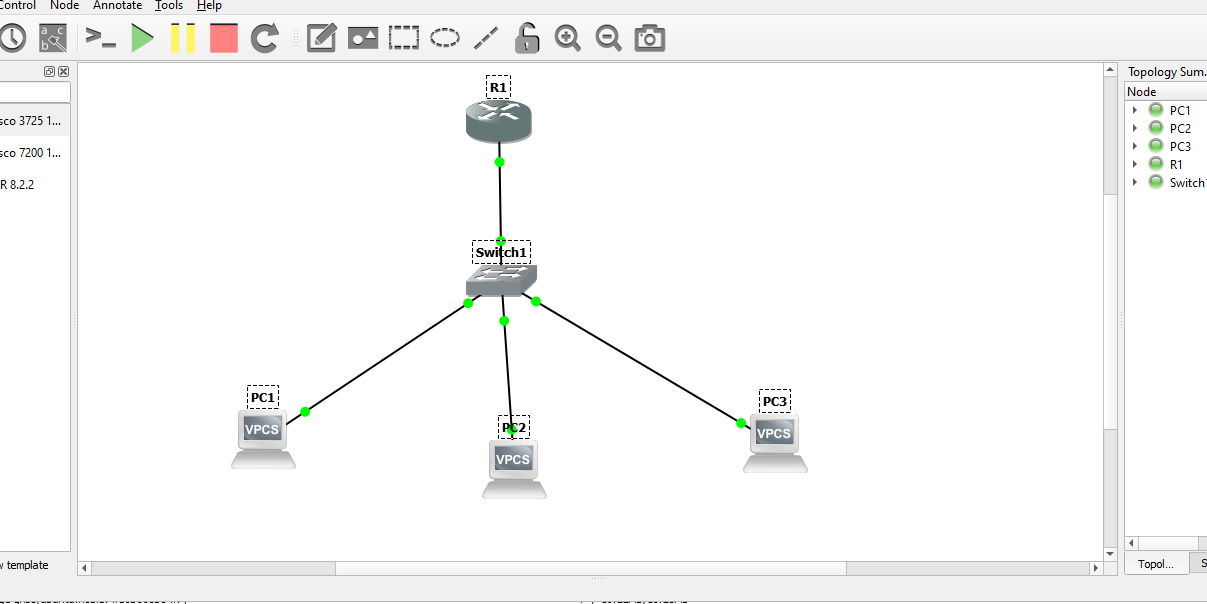 Control Node Annotate Tools Help
Topology Sum...
Node
sco 3725 1...
sco 7200 1...
R 8.2.2
R1
Switch1
PC1
VPCS
PC2
VPCS
PC3
VPCS
PC1
PC2
PC3
R1
Switch1
w template
Topol...
S